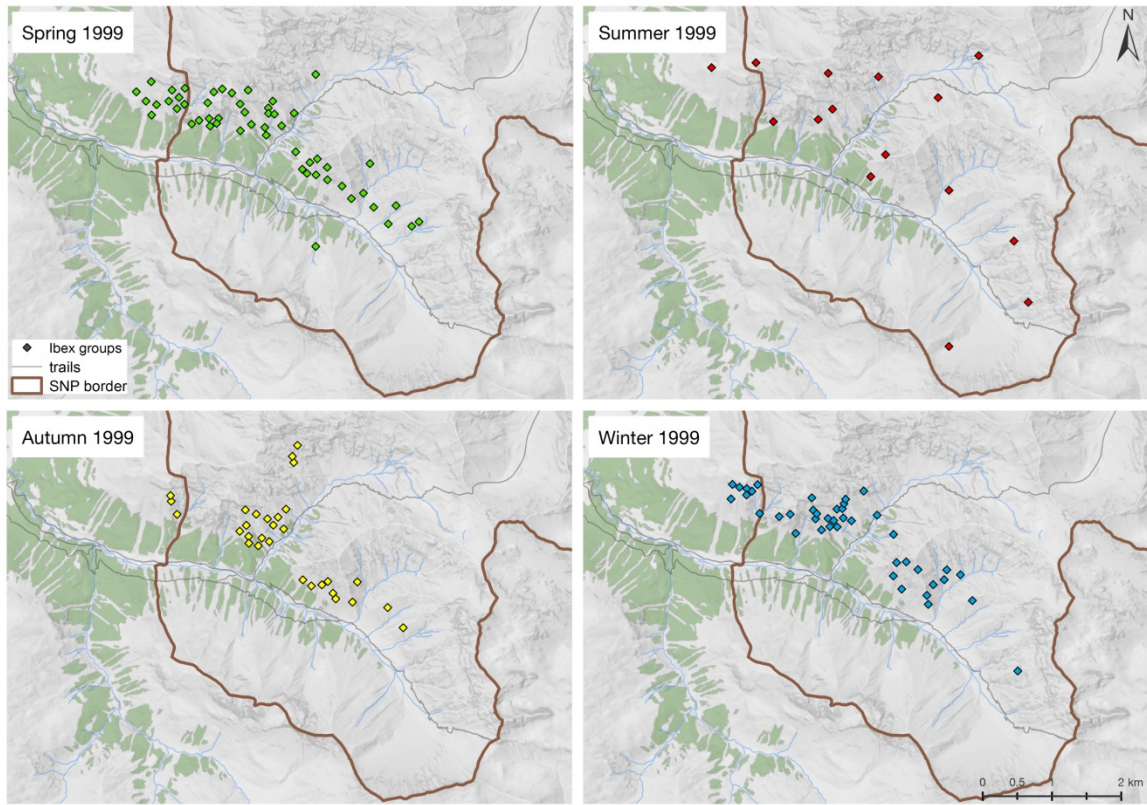 Spring 1999
Summer 1999
N
Ibex groups
trails
SNP border
Autumn 1999
Winter 1999
0 0.5 1 2 km